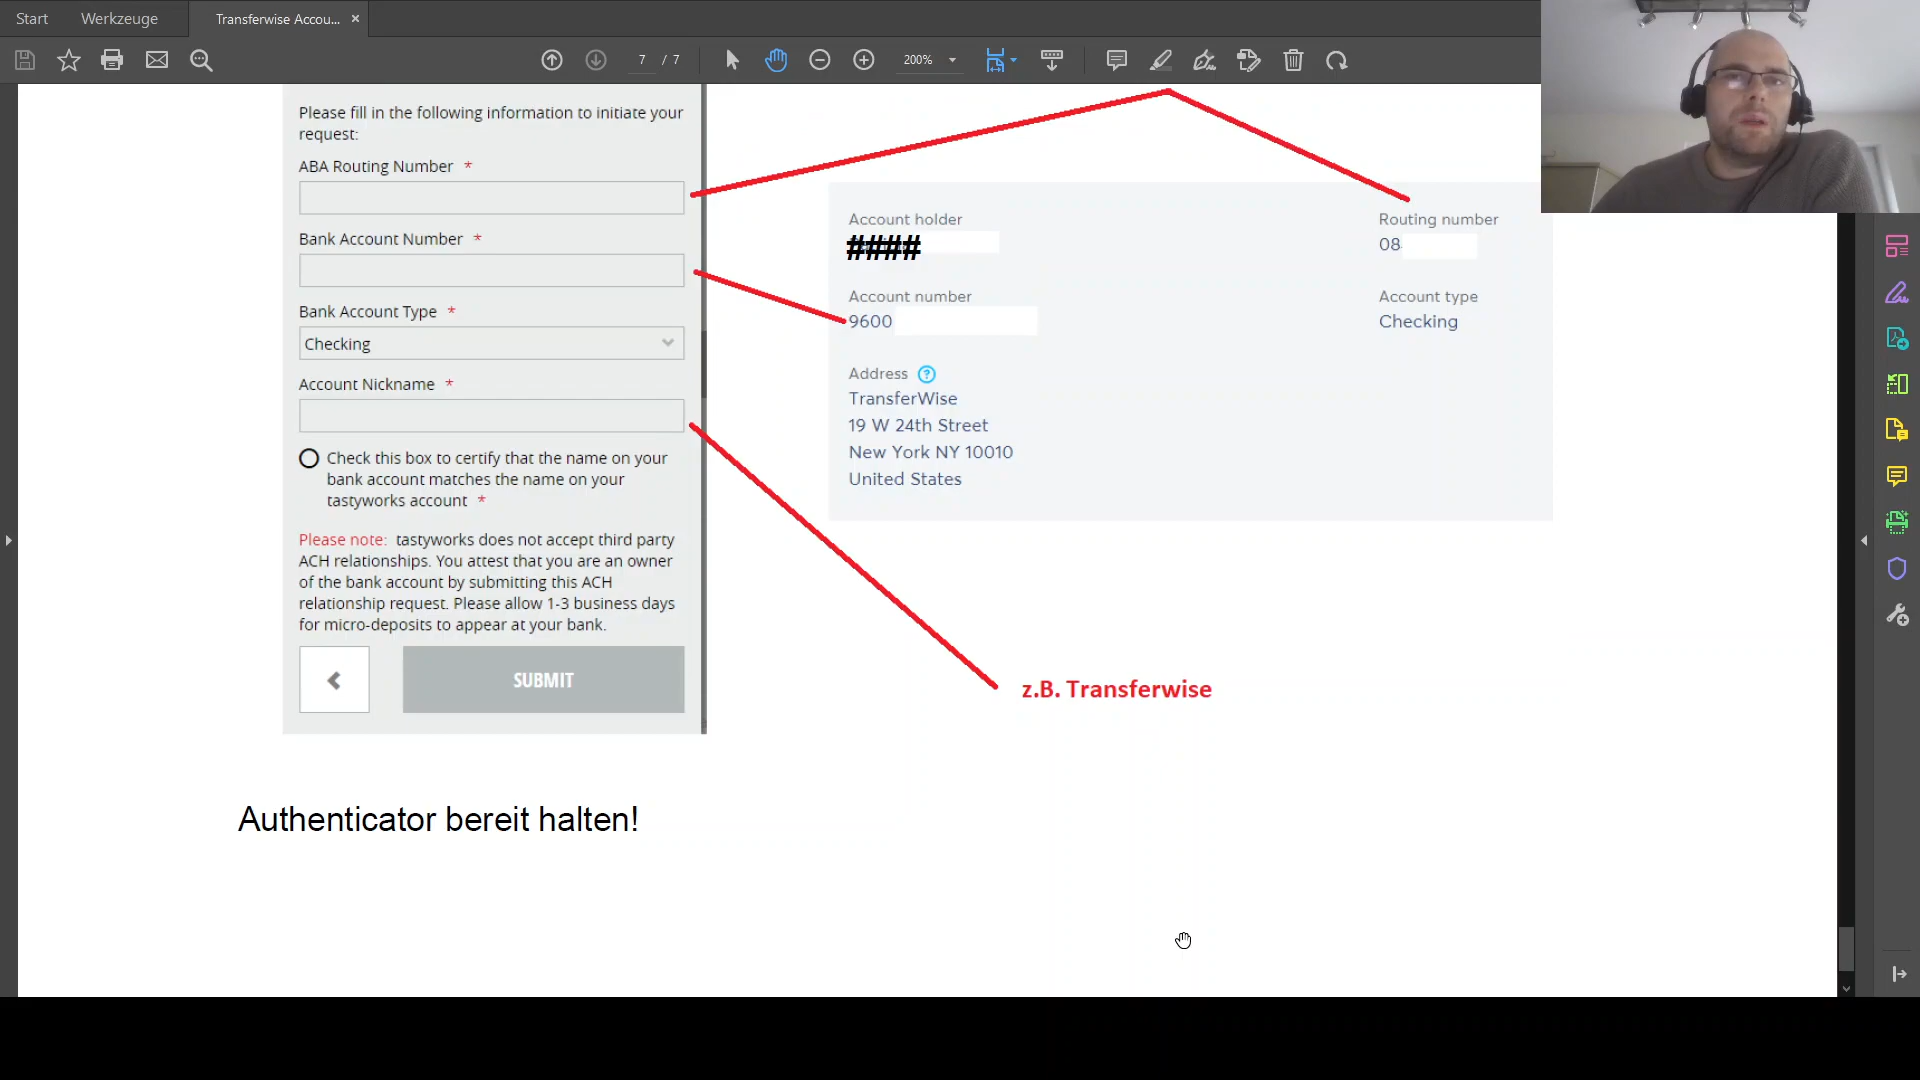 Start Werkzeuge Transferwise Accou... ×
7 / 7 200%
Please fill in the following information to initiate your
request:
ABA Routing Number *
Bank Account Number *
Bank Account Type *
Checking
Account Nickname *
Check this box to certify that the name on your
bank account matches the name on your
tastyworks account *
Please note: tastyworks does not accept third party
ACH relationships. You attest that you are an owner
of the bank account by submitting this ACH
relationship request. Please allow 1-3 business days
for micro-deposits to appear at your bank.
SUBMIT
Account holder
####
Routing number
08
Account number
9600
Account type
Checking
Address ?
TransferWise
19 W 24th Street
New York NY 10010
United States
z.B. Transferwise
Authenticator bereit halten!